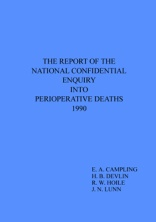 THE REPORT OF THE
NATIONAL CONFIDENTIAL
ENQUIRY
INTO
PERIOPERATIVE DEATHS
1990
E. A. CAMPLING
H. B. DEVLIN
R. W. HOILE
J. N. LUNN